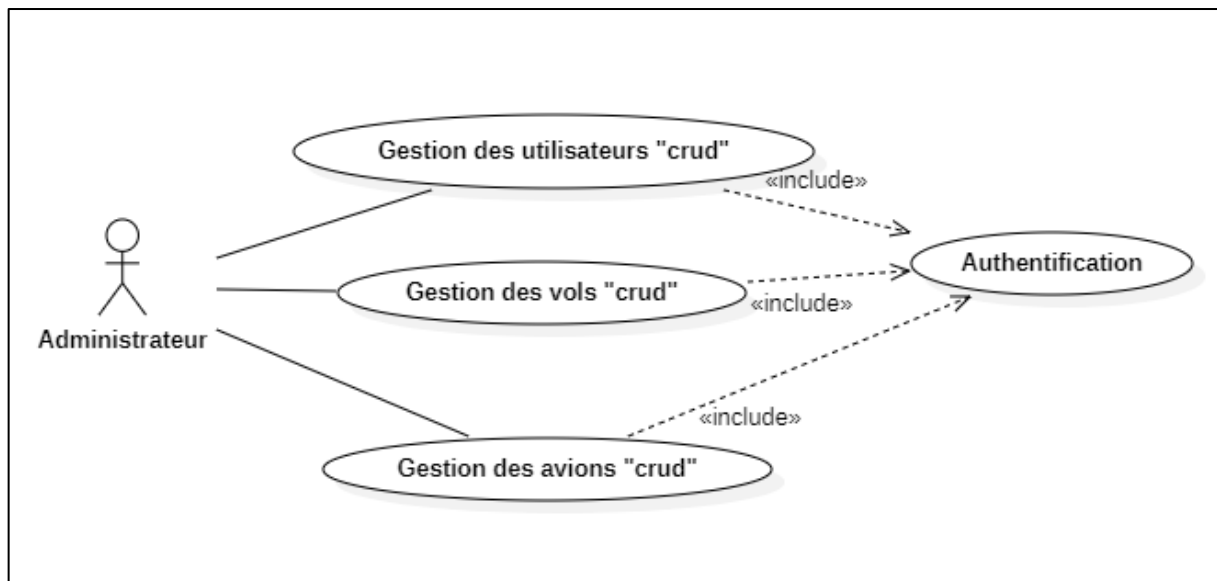 Gestion des utilisateurs "crud"
«include»
Authentification
Gestion des vols "crud"
«include»
Administrateur
«include»
Gestion des avions "crud"